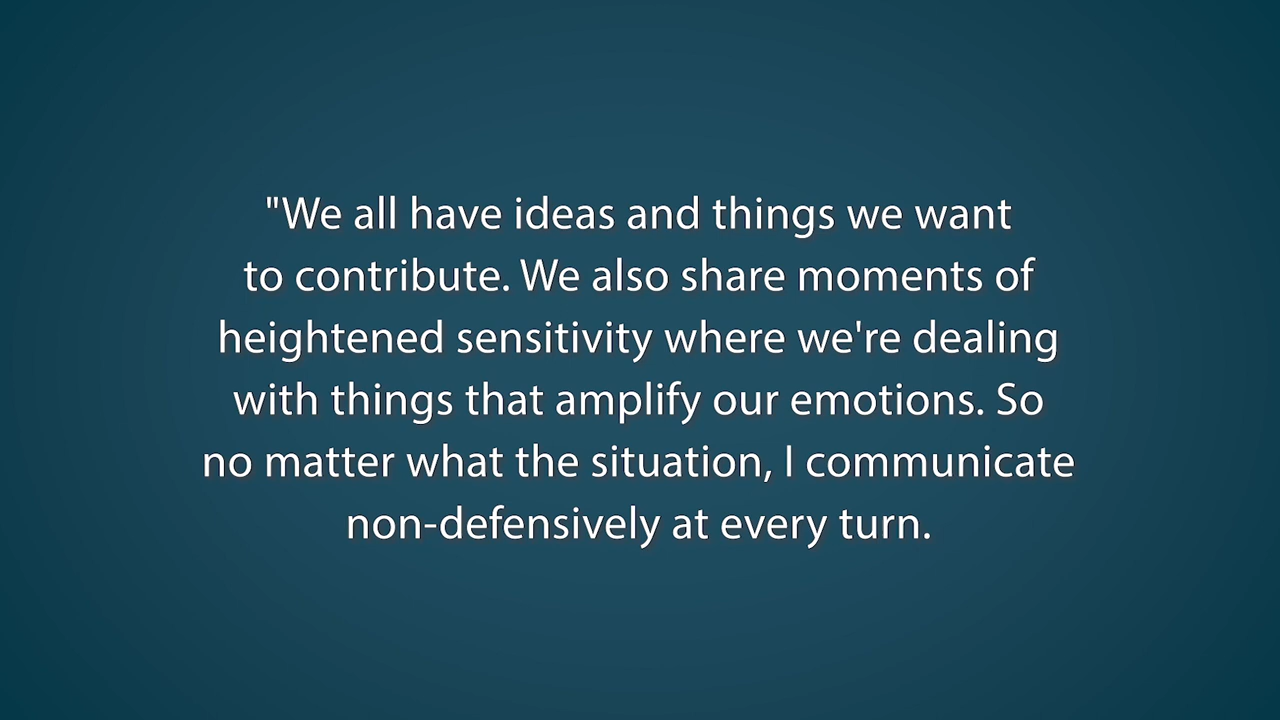 "We all have ideas and things we want
to contribute. We also share moments of
heightened sensitivity where we're dealing
with things that amplify our emotions. So
no matter what the situation, I communicate
non-defensively at every turn.